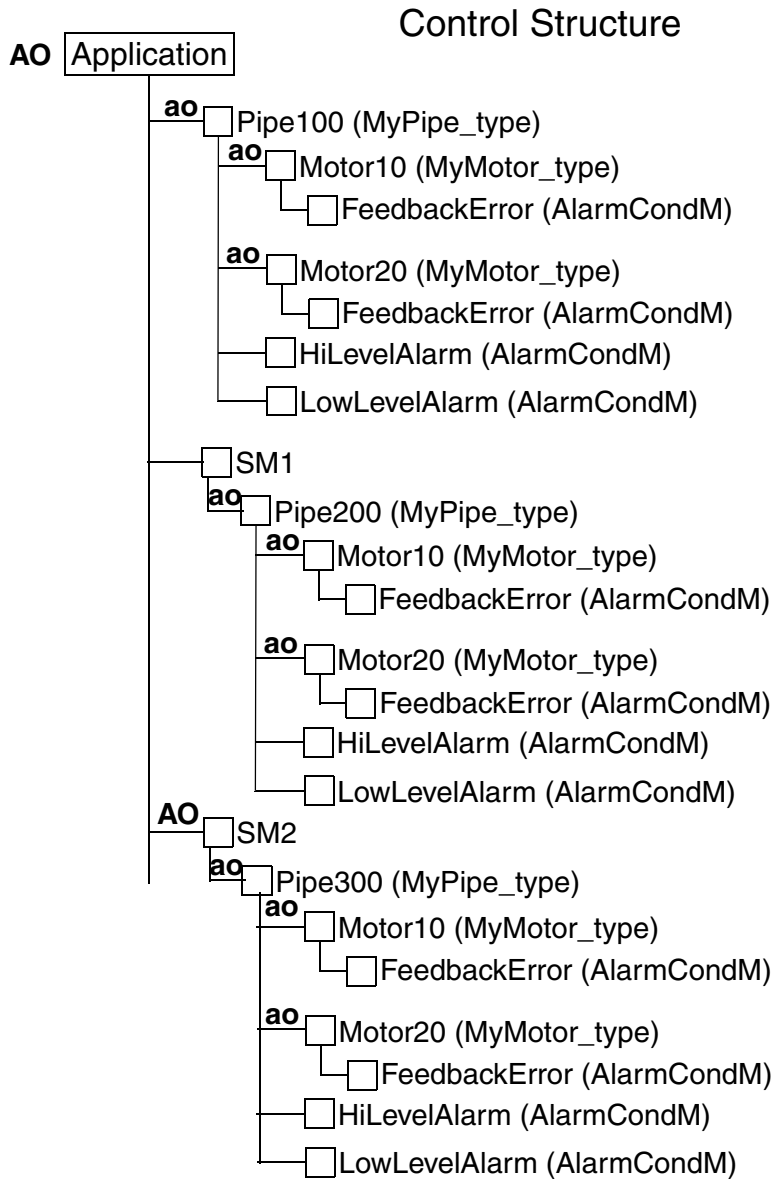 Control Structure
AO Application
ao Pipe100 (MyPipe_type)
ao Motor10 (MyMotor_type)
FeedbackError (AlarmCondM)
ao Motor20 (MyMotor_type)
FeedbackError (AlarmCondM)
HiLevelAlarm (AlarmCondM)
LowLevelAlarm (AlarmCondM)
SM1
ao Pipe200 (MyPipe_type)
ao Motor10 (MyMotor_type)
FeedbackError (AlarmCondM)
ao Motor20 (MyMotor_type)
FeedbackError (AlarmCondM)
HiLevelAlarm (AlarmCondM)
LowLevelAlarm (AlarmCondM)
AO SM2
ao Pipe300 (MyPipe_type)
ao Motor10 (MyMotor_type)
FeedbackError (AlarmCondM)
ao Motor20 (MyMotor_type)
FeedbackError (AlarmCondM)
HiLevelAlarm (AlarmCondM)
LowLevelAlarm (AlarmCondM)